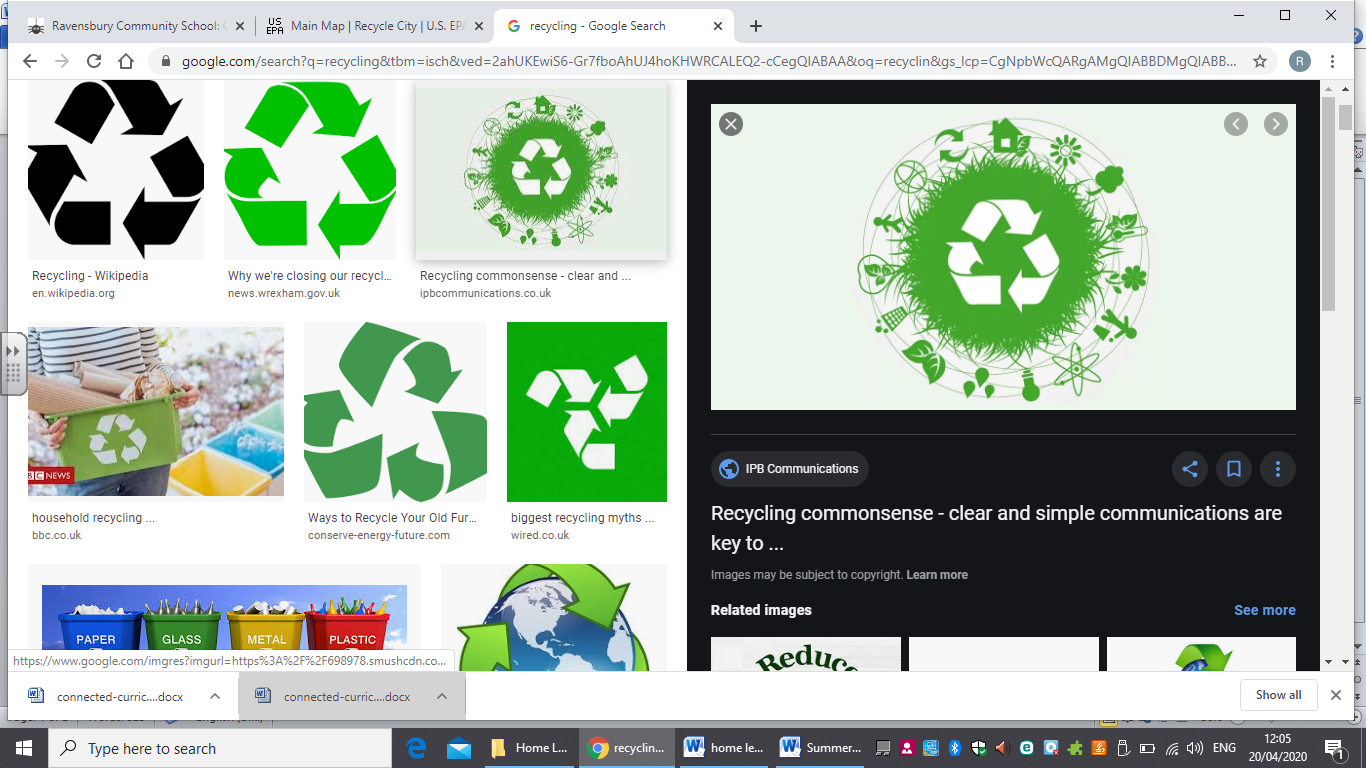 Ravensbury Community School:
US EPA
Main Map | Recycle City | U.S. EPA
recycling - Google Search
google.com/search?q=recycling&tbm=isch&ved=2ahUKEwiS6-Gr7fboAhUJ4hoKHWRCALEQ2-cCegQIABAA&oq=recyclin&gs_lcp=CgNpbWcQARgAMgQIABBDMgQIABB...
R
Recycling - Wikipedia
en.wikipedia.org
Why we're closing our recycl...
news.wrexham.gov.uk
Recycling commonsense - clear and ...
ipbcommunications.co.uk
BBC NEWS
household recycling ...
bbc.co.uk
Ways to Recycle Your Old Fur...
conserve-energy-future.com
biggest recycling myths ...
wired.co.uk
PAPER
GLASS
METAL
PLASTIC
IPB Communications
Recycling commonsense - clear and simple communications are
key to ...
Images may be subject to copyright. Learn more
Related images
See more
Reduce
https://www.google.com/imgres?imgurl=https%3A%2F%2F698978.smushcdn.co...
connected-curric....docx
connected-curric....docx
Show all
Type here to search
Home L...
recyclin...
home le...
Summer...
ENG
12:05
20/04/2020
1